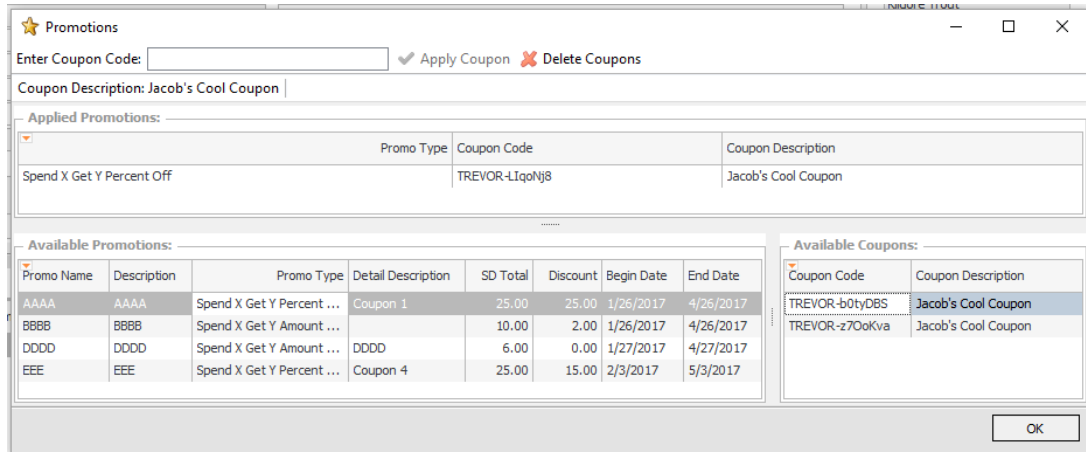 Kilgore Trout
Promotions
Enter Coupon Code: Apply Coupon Delete Coupons
Coupon Description: Jacob's Cool Coupon
Applied Promotions:
Promo Type Coupon Code Coupon Description
Spend X Get Y Percent Off TREVOR-LIqoNj8 Jacob's Cool Coupon
Available Promotions:
Promo Name Description Promo Type Detail Description SD Total Discount Begin Date End Date
AAAA AAAA Spend X Get Y Percent ... Coupon 1 25.00 25.00 1/26/2017 4/26/2017
BBBB BBBB Spend X Get Y Amount ... 10.00 2.00 1/26/2017 4/26/2017
DDDD DDDD Spend X Get Y Amount ... DDDD 6.00 0.00 1/27/2017 4/27/2017
EEE EEE Spend X Get Y Percent ... Coupon 4 25.00 15.00 2/3/2017 5/3/2017
Available Coupons:
Coupon Code Coupon Description
TREVOR-b0tyDBS Jacob's Cool Coupon
TREVOR-z7OoKva Jacob's Cool Coupon
OK